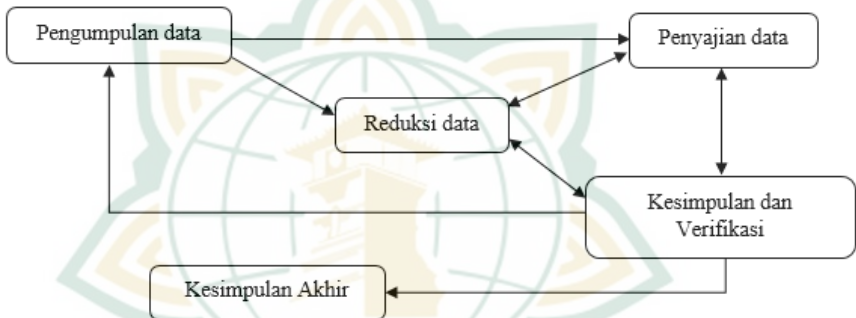 Pengumpulan data
Penyajian data
Reduksi data
Kesimpulan dan
Verifikasi
Kesimpulan Akhir